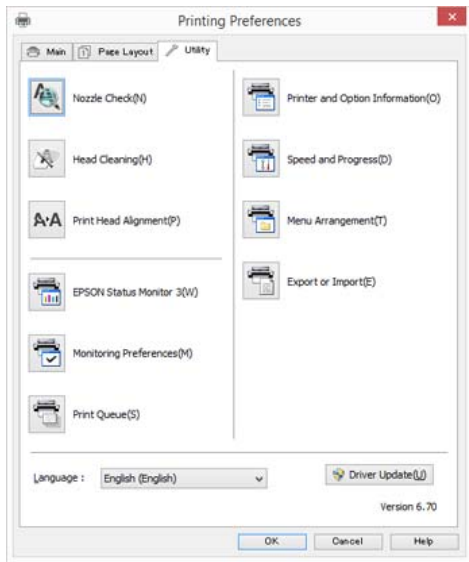 Printing Preferences
Main
Page Layout
Utility
Nozzle Check(N)
Head Cleaning(H)
Print Head Alignment(P)
EPSON Status Monitor 3(W)
Monitoring Preferences(M)
Print Queue(S)
Printer and Option Information(O)
Speed and Progress(D)
Menu Arrangement(T)
Export or Import(E)
Language :
English (English)
Driver Update(U)
Version 6.70
OK
Cancel
Help